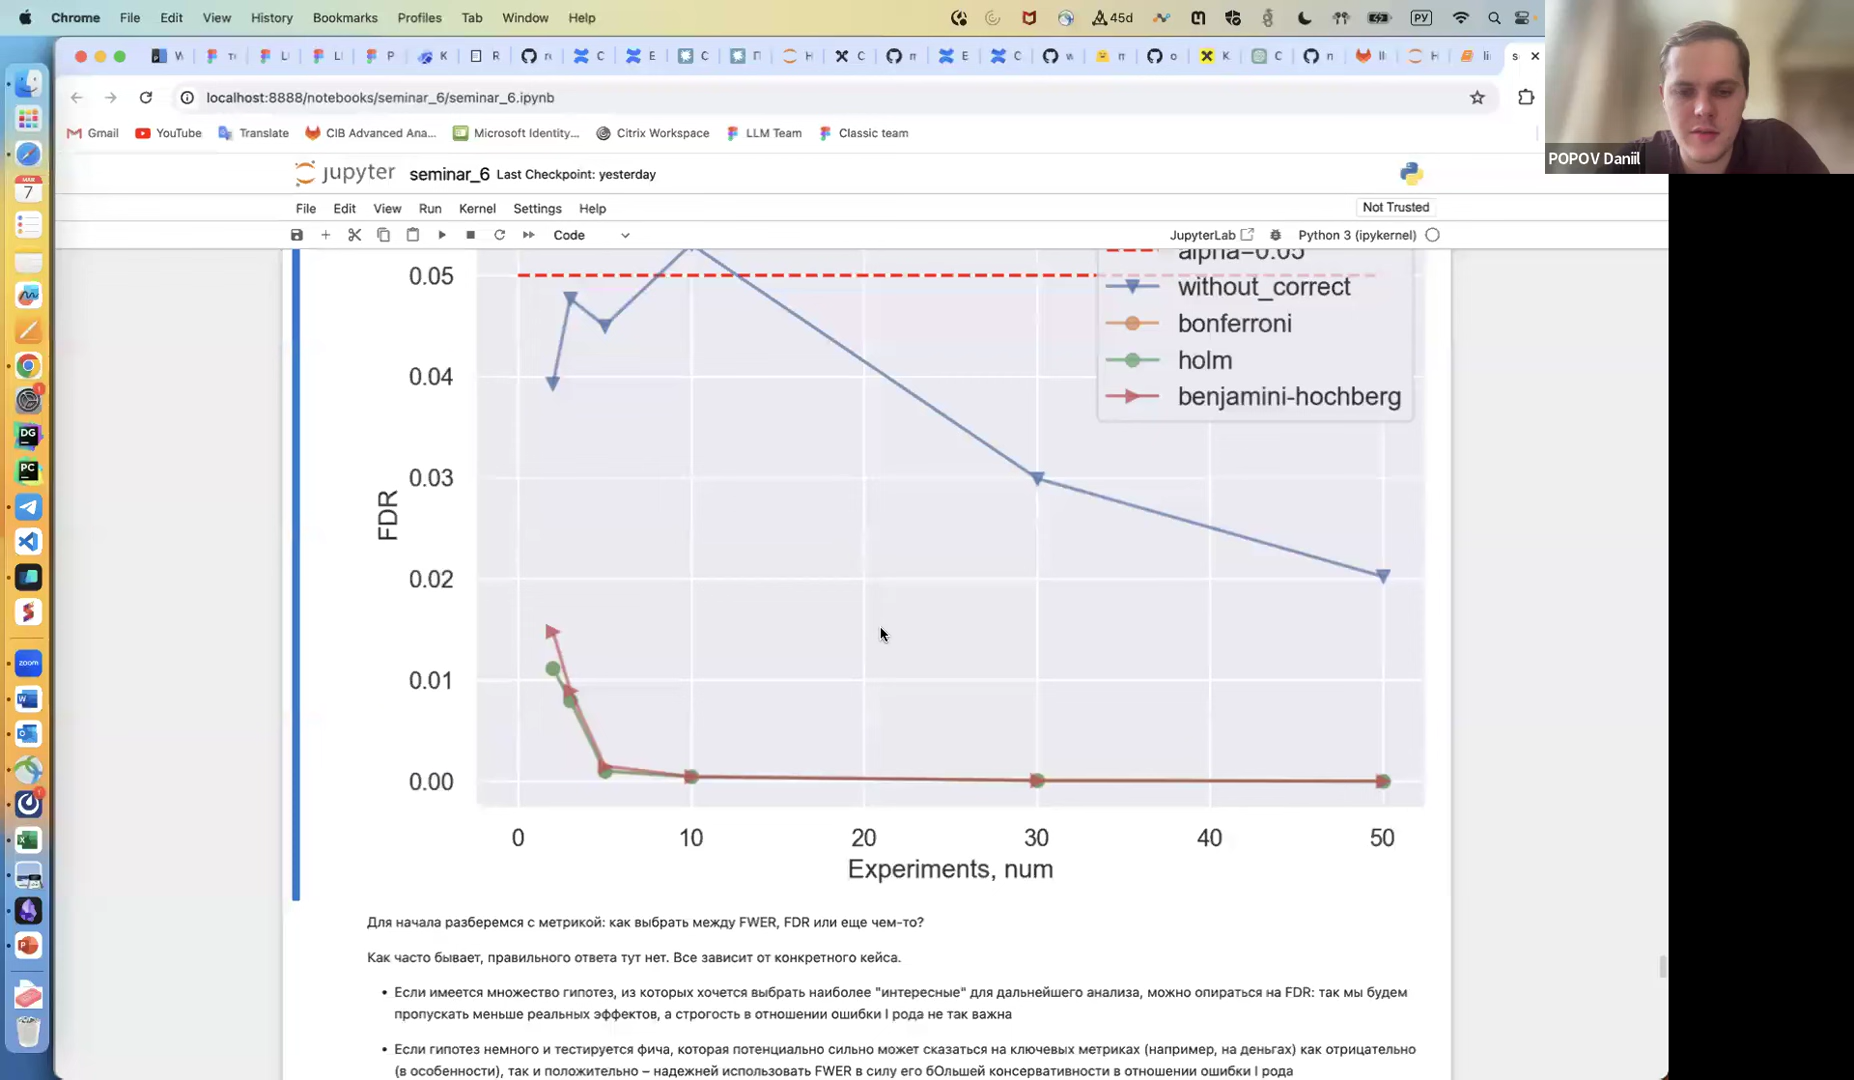 Chrome File Edit View History Bookmarks Profiles Tab Window Help
45d
РУ
localhost:8888/notebooks/seminar_6/seminar_6.ipynb
Gmail YouTube Translate CIB Advanced Ana... Microsoft Identity... Citrix Workspace LLM Team Classic team
POPOV Daniil
jupyter seminar_6 Last Checkpoint: yesterday
File Edit View Run Kernel Settings Help
Not Trusted
Code JupyterLab Python 3 (ipykernel)
alpha=0.05
without_correct
bonferroni
holm
benjamini-hochberg
0.05
0.04
0.03
0.02
0.01
0.00
FDR
0 10 20 30 40 50
Experiments, num
Для начала разберемся с метрикой: как выбрать между FWER, FDR или еще чем-то?
Как часто бывает, правильного ответа тут нет. Все зависит от конкретного кейса.
• Если имеется множество гипотез, из которых хочется выбрать наиболее "интересные" для дальнейшего анализа, можно опираться на FDR: так мы будем
пропускать меньше реальных эффектов, а строгость в отношении ошибки I рода не так важна
• Если гипотез немного и тестируется фича, которая потенциально сильно может сказаться на ключевых метриках (например, на деньгах) как отрицательно
(в особенности), так и положительно – надежней использовать FWER в силу его бОльшей консервативности в отношении ошибки I рода